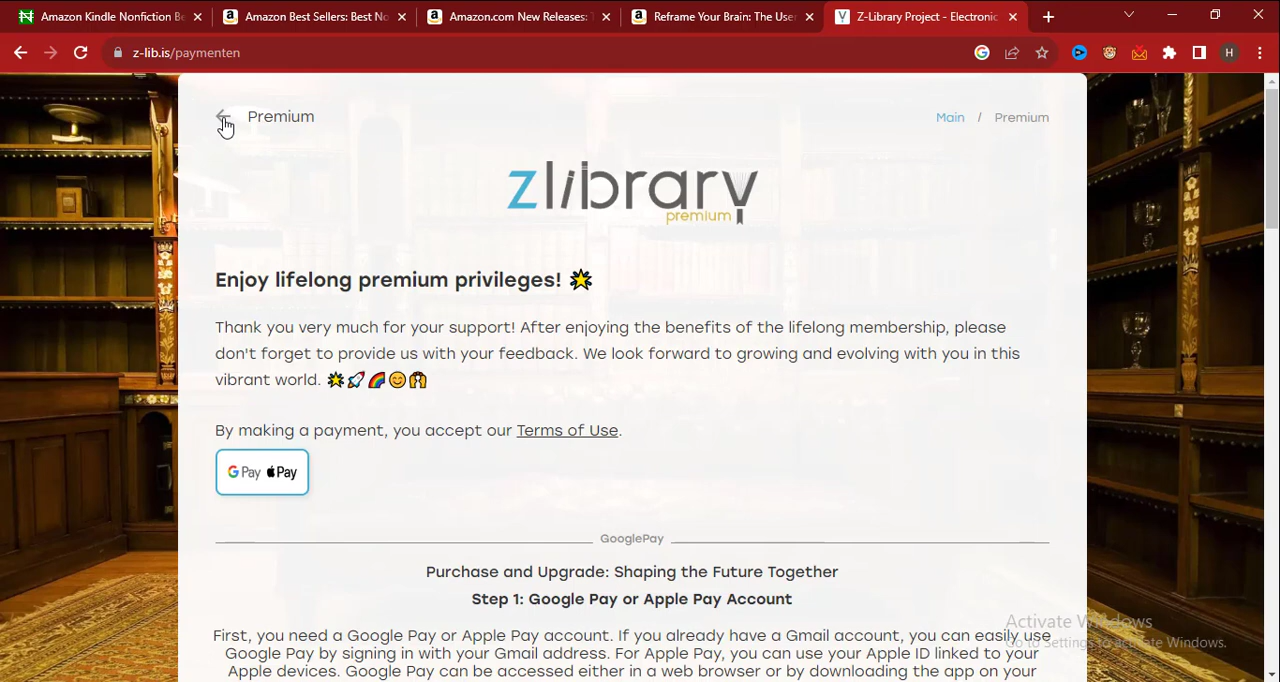 Amazon Kindle Nonfiction Be
Amazon Best Sellers: Best No
Amazon.com New Releases: T
Reframe Your Brain: The User
Z-Library Project - Electronic
z-lib.is/paymenten
H
Premium
Main / Premium
zlibrary
premium
Enjoy lifelong premium privileges! 🌟
Thank you very much for your support! After enjoying the benefits of the lifelong membership, please
don't forget to provide us with your feedback. We look forward to growing and evolving with you in this
vibrant world. 🌟🚀🌈😊🙌
By making a payment, you accept our Terms of Use.
G Pay Pay
GooglePay
Purchase and Upgrade: Shaping the Future Together
Step 1: Google Pay or Apple Pay Account
Activate Windows
First, you need a Google Pay or Apple Pay account. If you already have a Gmail account, you can easily use
Go to Settings to activate Windows.
Google Pay by signing in with your Gmail address. For Apple Pay, you can use your Apple ID linked to your
Apple devices. Google Pay can be accessed either in a web browser or by downloading the app on your